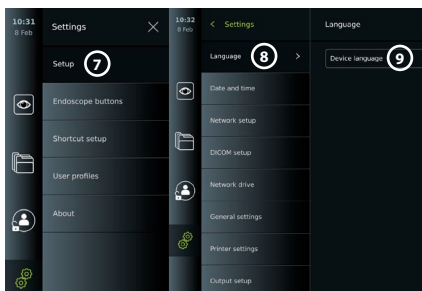 10:31
8 Feb
Settings
Setup
7
Endoscope buttons
Shortcut setup
User profiles
About
10:32
8 Feb
< Settings
Language
8
>
Date and time
Network setup
DICOM setup
Network drive
General settings
Printer settings
Output setup
Language
Device language
9